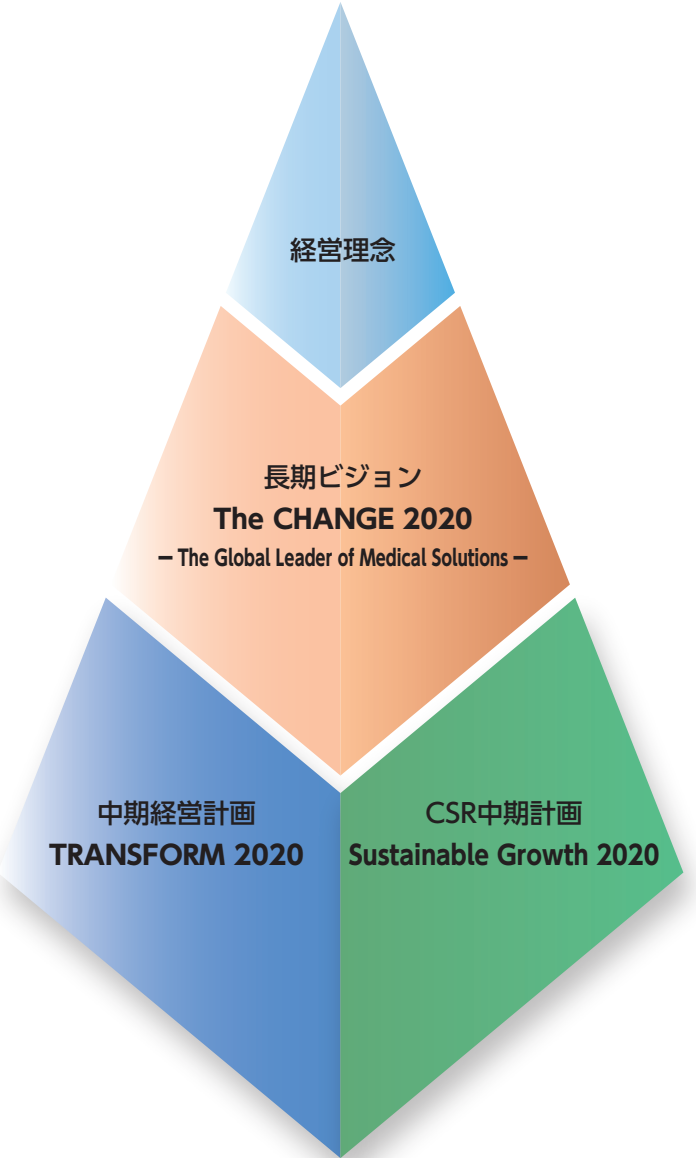 経営理念
長期ビジョン
The CHANGE 2020
− The Global Leader of Medical Solutions −
中期経営計画
TRANSFORM 2020
CSR中期計画
Sustainable Growth 2020